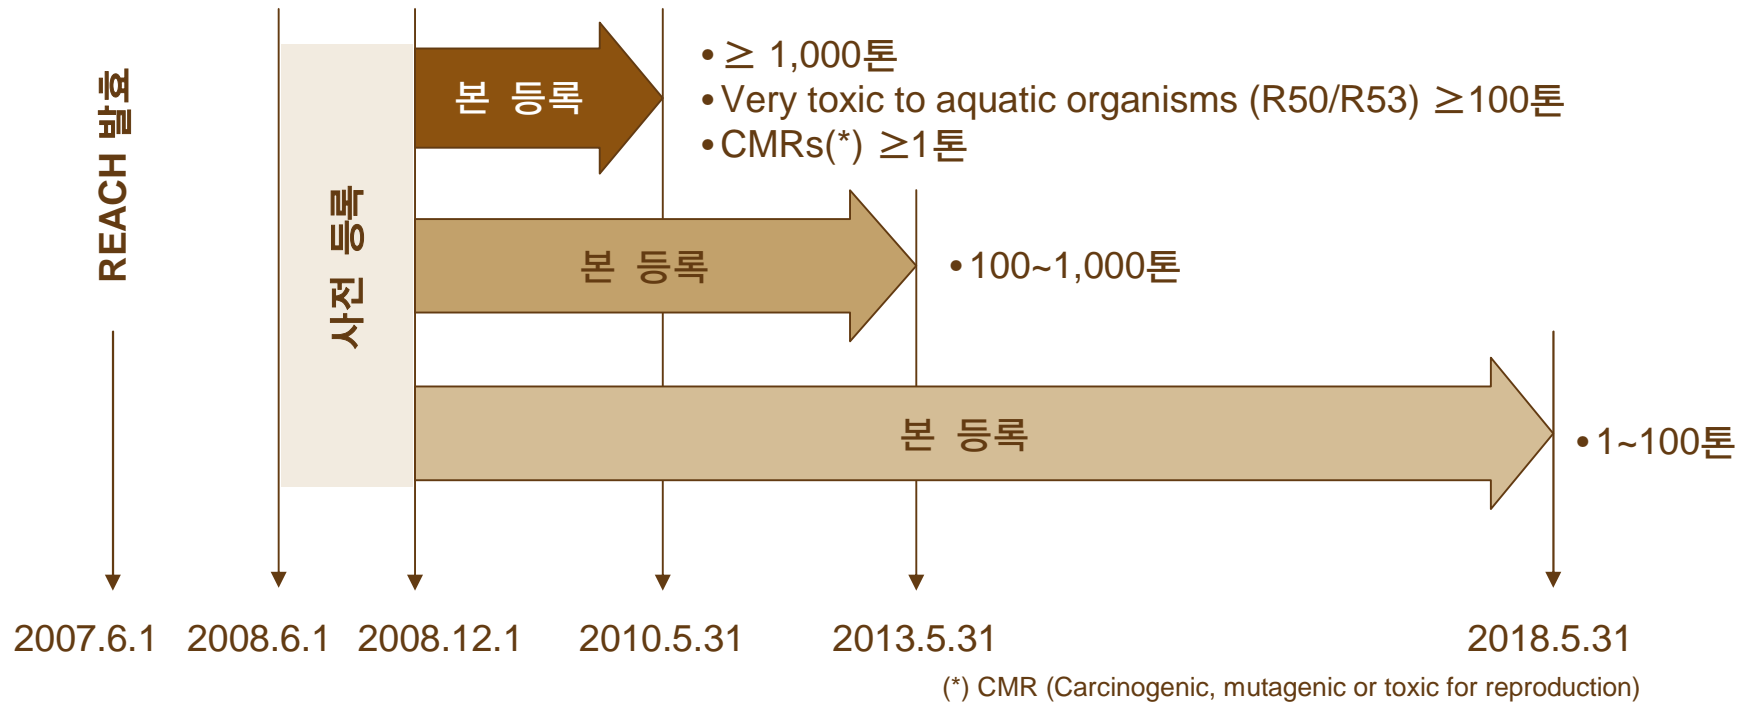 REACH 발효
사전 등록
본 등록
• ≥ 1,000톤
• Very toxic to aquatic organisms (R50/R53) ≥100톤
• CMRs(*) ≥1톤
본 등록
• 100~1,000톤
본 등록
• 1~100톤
2007.6.1 2008.6.1 2008.12.1 2010.5.31 2013.5.31 2018.5.31
(*) CMR (Carcinogenic, mutagenic or toxic for reproduction)